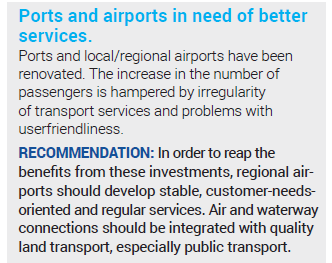 Ports and airports in need of better
services.
Ports and local/regional airports have been
renovated. The increase in the number of
passengers is hampered by irregularity
of transport services and problems with
userfriendliness.
RECOMMENDATION: In order to reap the
benefits from these investments, regional air-
ports should develop stable, customer-needs-
oriented and regular services. Air and waterway
connections should be integrated with quality
land transport, especially public transport.